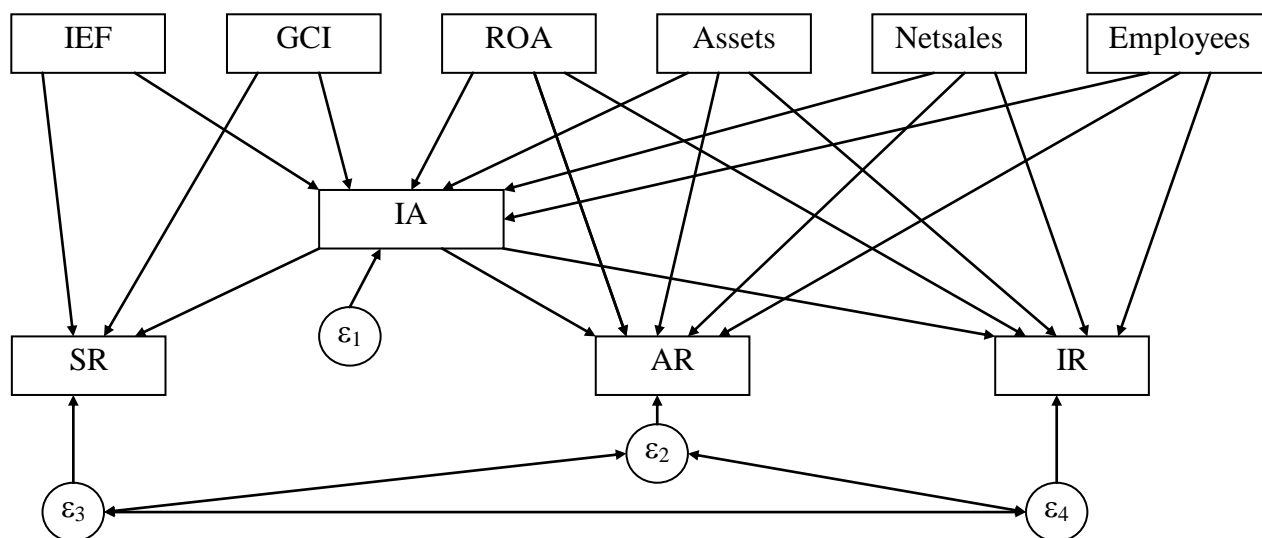 IEF GCI ROA Assets Netsales Employees
IA
ε1
SR AR IR
ε2
ε3 ε4